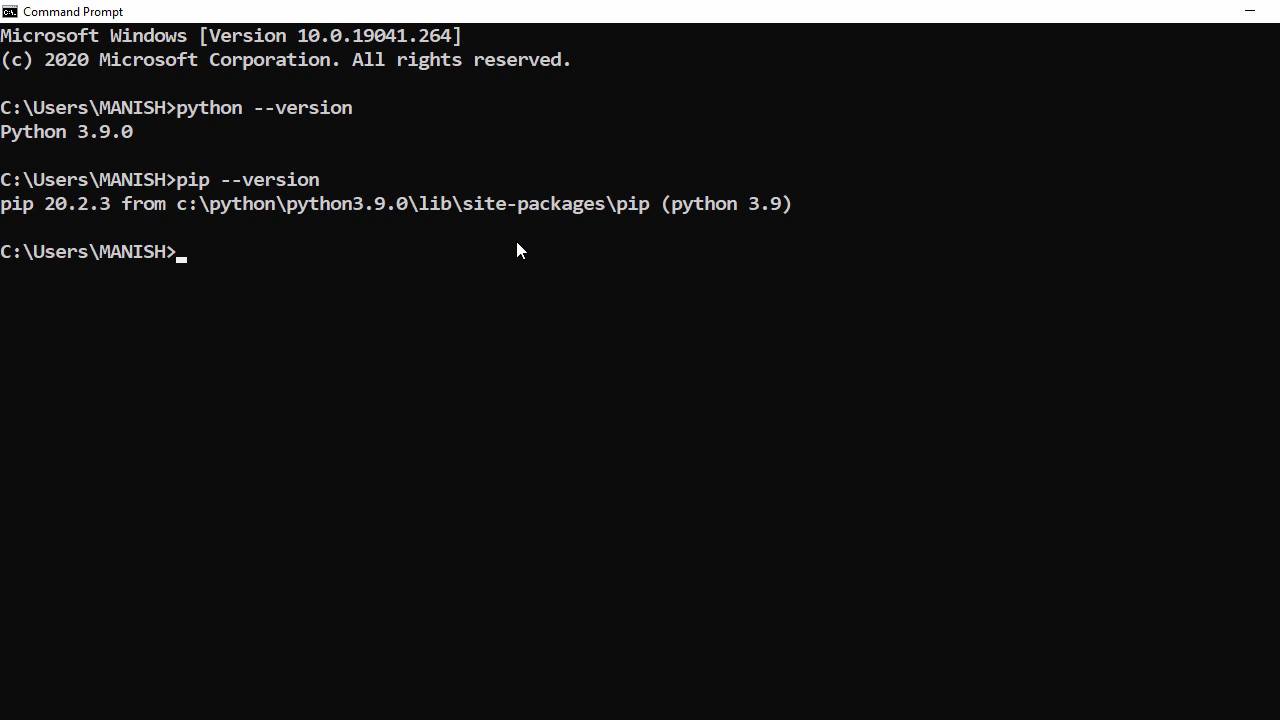 Command Prompt
Microsoft Windows [Version 10.0.19041.264]
(c) 2020 Microsoft Corporation. All rights reserved.
C:\Users\MANISH>python --version
Python 3.9.0
C:\Users\MANISH>pip --version
pip 20.2.3 from c:\python\python3.9.0\lib\site-packages\pip (python 3.9)
C:\Users\MANISH>